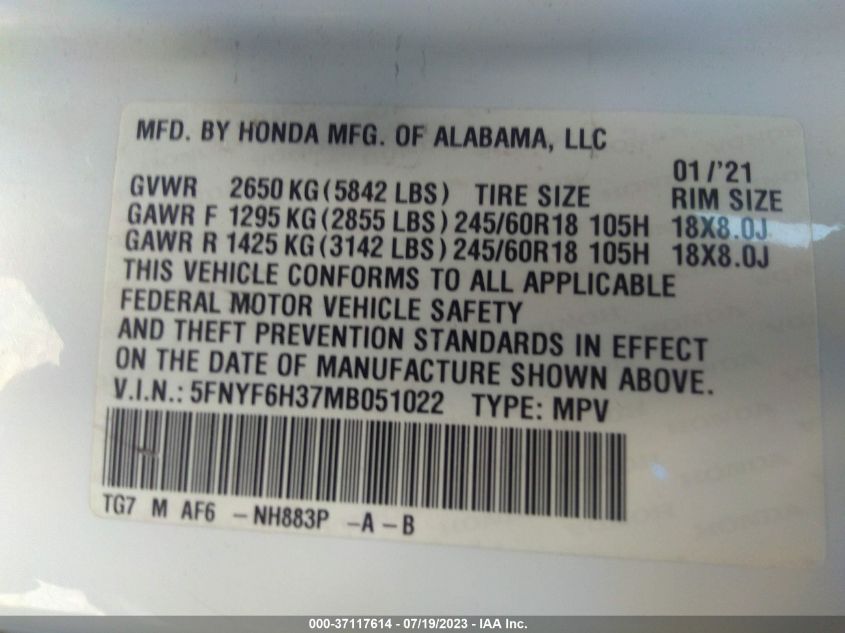 MFD. BY HONDA MFG. OF ALABAMA, LLC
01/'21
GVWR 2650 KG (5842 LBS) TIRE SIZE RIM SIZE
GAWR F 1295 KG (2855 LBS) 245/60R18 105H 18X8.0J
GAWR R 1425 KG (3142 LBS) 245/60R18 105H 18X8.0J
THIS VEHICLE CONFORMS TO ALL APPLICABLE
FEDERAL MOTOR VEHICLE SAFETY
AND THEFT PREVENTION STANDARDS IN EFFECT
ON THE DATE OF MANUFACTURE SHOWN ABOVE.
V.I.N.: 5FNYF6H37MB051022 TYPE: MPV
TG7 M AF6 – NH883P – A – B
000-37117614 - 07/19/2023 - IAA Inc.